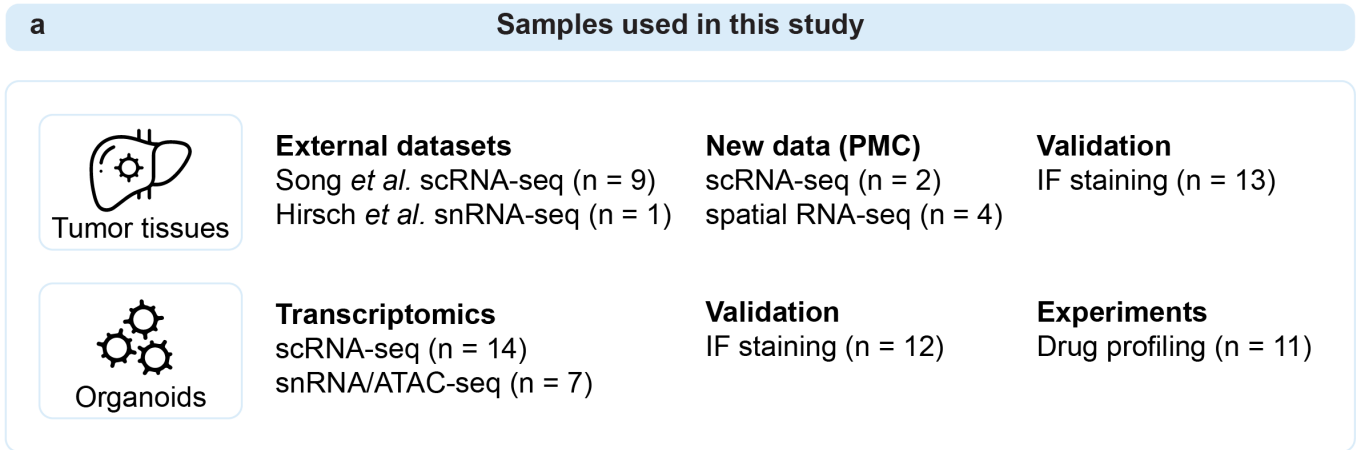 a
Samples used in this study
Tumor tissues
External datasets
Song et al. scRNA-seq (n = 9)
Hirsch et al. snRNA-seq (n = 1)
New data (PMC)
scRNA-seq (n = 2)
spatial RNA-seq (n = 4)
Validation
IF staining (n = 13)
Organoids
Transcriptomics
scRNA-seq (n = 14)
snRNA/ATAC-seq (n = 7)
Validation
IF staining (n = 12)
Experiments
Drug profiling (n = 11)